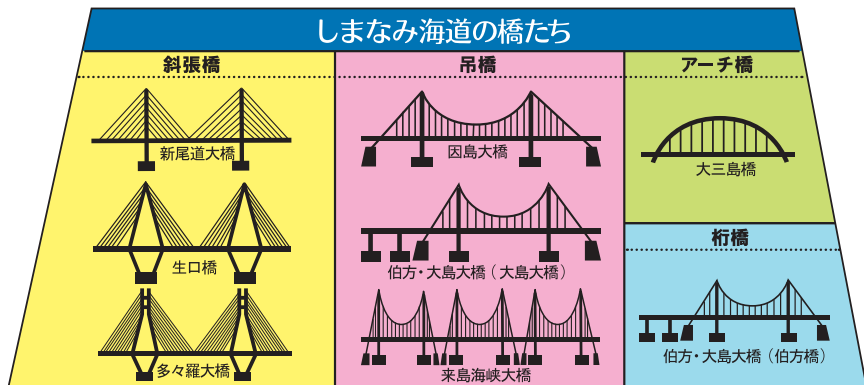 しまなみ海道の橋たち
斜張橋
新尾道大橋
生口橋
多々羅大橋
吊橋
因島大橋
伯方・大島大橋(大島大橋)
来島海峡大橋
アーチ橋
大三島橋
桁橋
伯方・大島大橋(伯方橋)